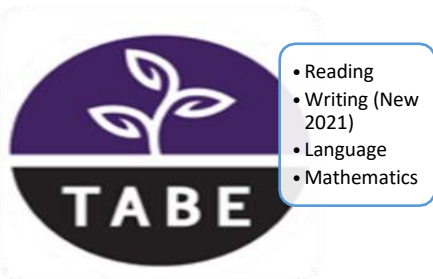 TABE
• Reading
• Writing (New
2021)
• Language
• Mathematics